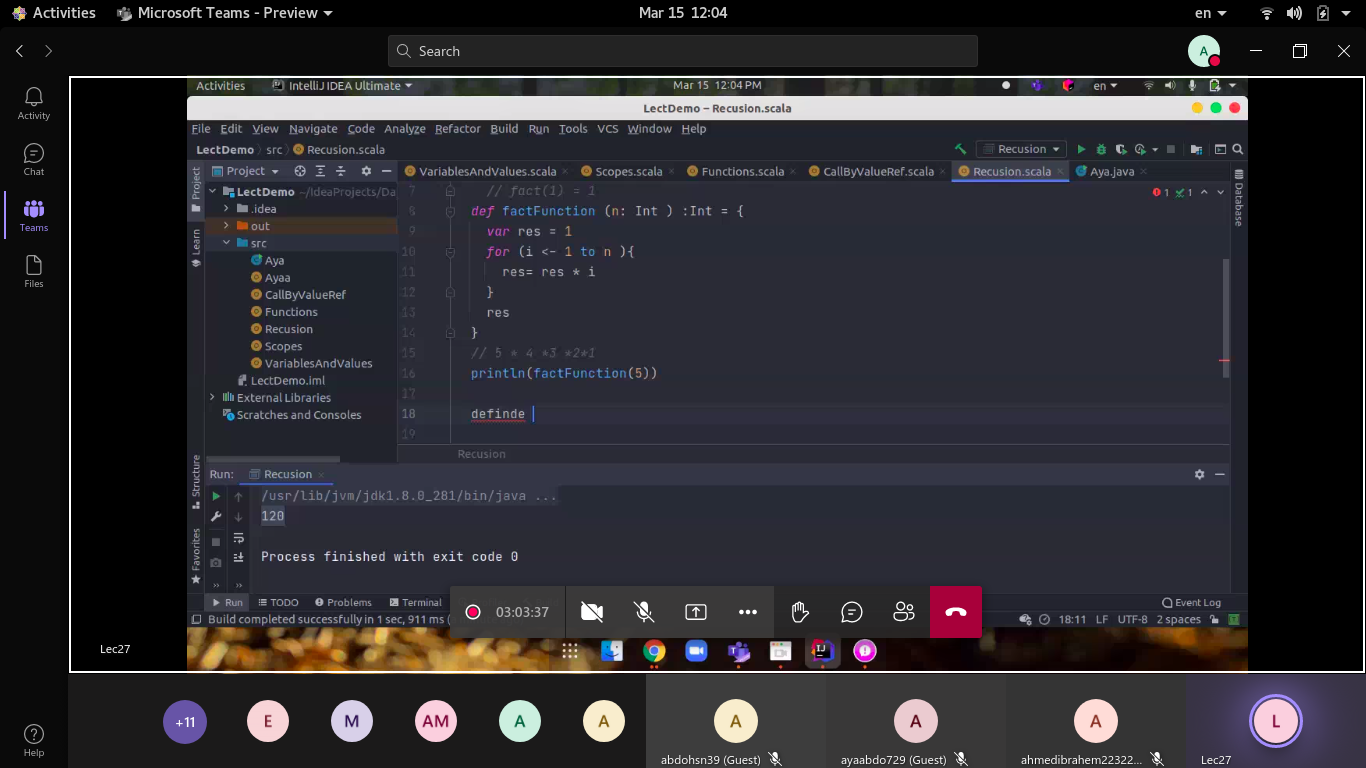 Activities Microsoft Teams - Preview Mar 15 12:04 en
Search A
Activity
Chat
Teams
Files
Help
Activities IntelliJ IDEA Ultimate Mar 15 12:04 PM en
LectDemo – Recusion.scala
File Edit View Navigate Code Analyze Refactor Build Run Tools VCS Window Help
LectDemo src Recusion.scala Recusion
Project VariablesAndValues.scala Scopes.scala Functions.scala CallByValueRef.scala Recusion.scala Aya.java
Project
Learn
Structure
Favorites
Database
LectDemo ~/IdeaProjects/Da
.idea
out
src
Aya
Ayaa
CallByValueRef
Functions
Recusion
Scopes
VariablesAndValues
LectDemo.iml
External Libraries
Scratches and Consoles
1 1
7 // fact(1) = 1
8 def factFunction (n: Int ) :Int = {
9 var res = 1
10 for (i <- 1 to n ){
11 res= res * i
12 }
13 res
14 }
15 // 5 * 4 *3 *2*1
16 println(factFunction(5))
17
18 definde
19
Recusion
Run: Recusion
/usr/lib/jvm/jdk1.8.0_281/bin/java ...
120
Process finished with exit code 0
Run TODO Problems Terminal Event Log
Build completed successfully in 1 sec, 911 ms ( 18:11 LF UTF-8 2 spaces
03:03:37
Lec27
+11 E M AM A A A A A L
abdohsn39 (Guest) ayaabdo729 (Guest) ahmedibrahem22322... Lec27